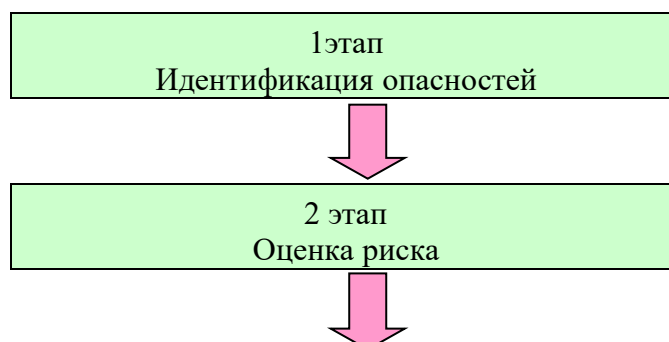 1этап
Идентификация опасностей
2 этап
Оценка риска